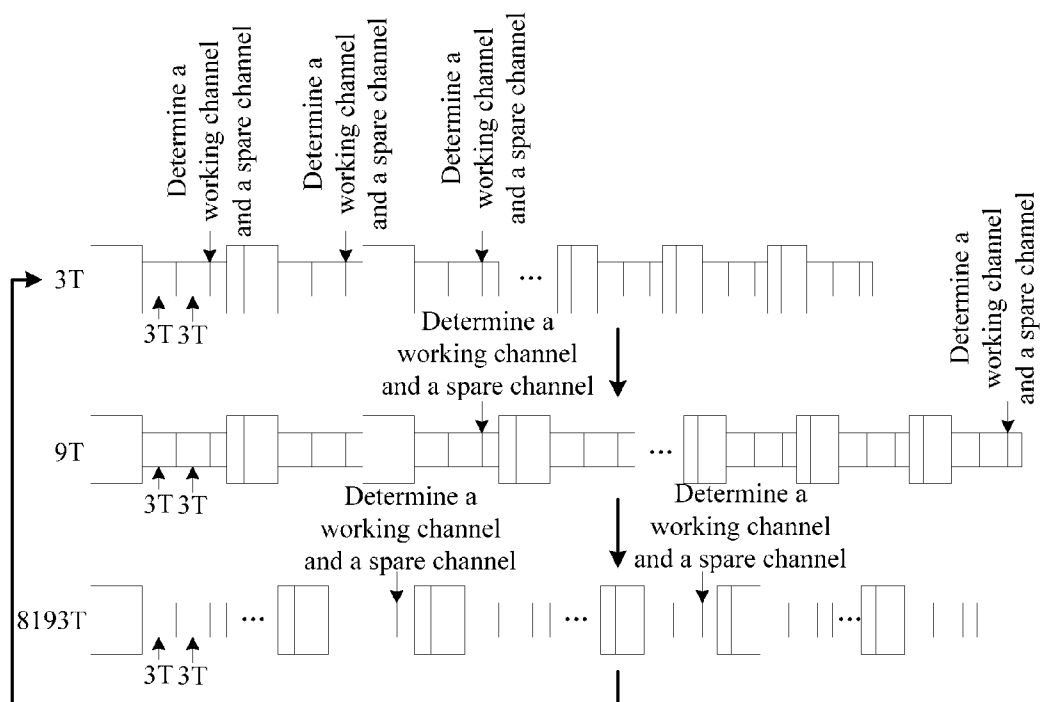 Determine a
working channel
and a spare channel
Determine a
working channel
and a spare channel
Determine a
working channel
and a spare channel
3T
...
3T 3T
Determine a
working channel
and a spare channel
Determine a
working channel
and a spare channel
9T
...
3T 3T
Determine a
working channel
and a spare channel
Determine a
working channel
and a spare channel
8193T
... ... ...
3T 3T